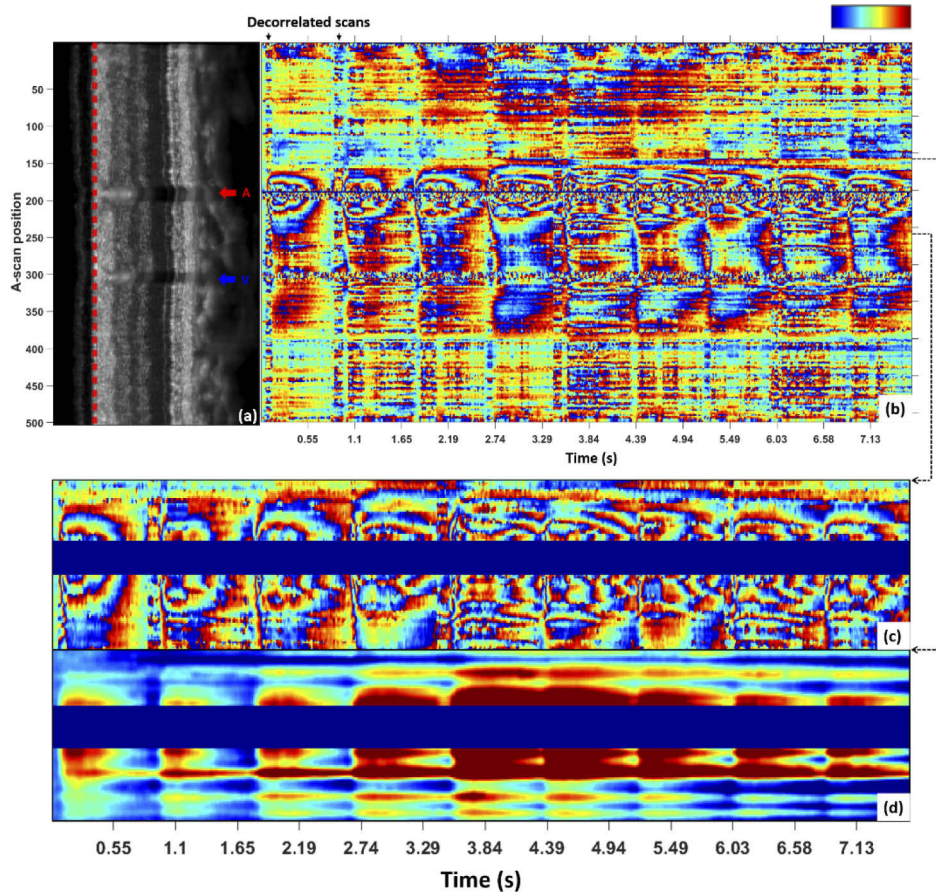 Decorrelated scans
A-scan position
50
100
150
200
250
300
350
400
450
500
A
V
(a)
(b)
0.55 1.1 1.65 2.19 2.74 3.29 3.84 4.39 4.94 5.49 6.03 6.58 7.13
Time (s)
(c)
(d)
0.55 1.1 1.65 2.19 2.74 3.29 3.84 4.39 4.94 5.49 6.03 6.58 7.13
Time (s)